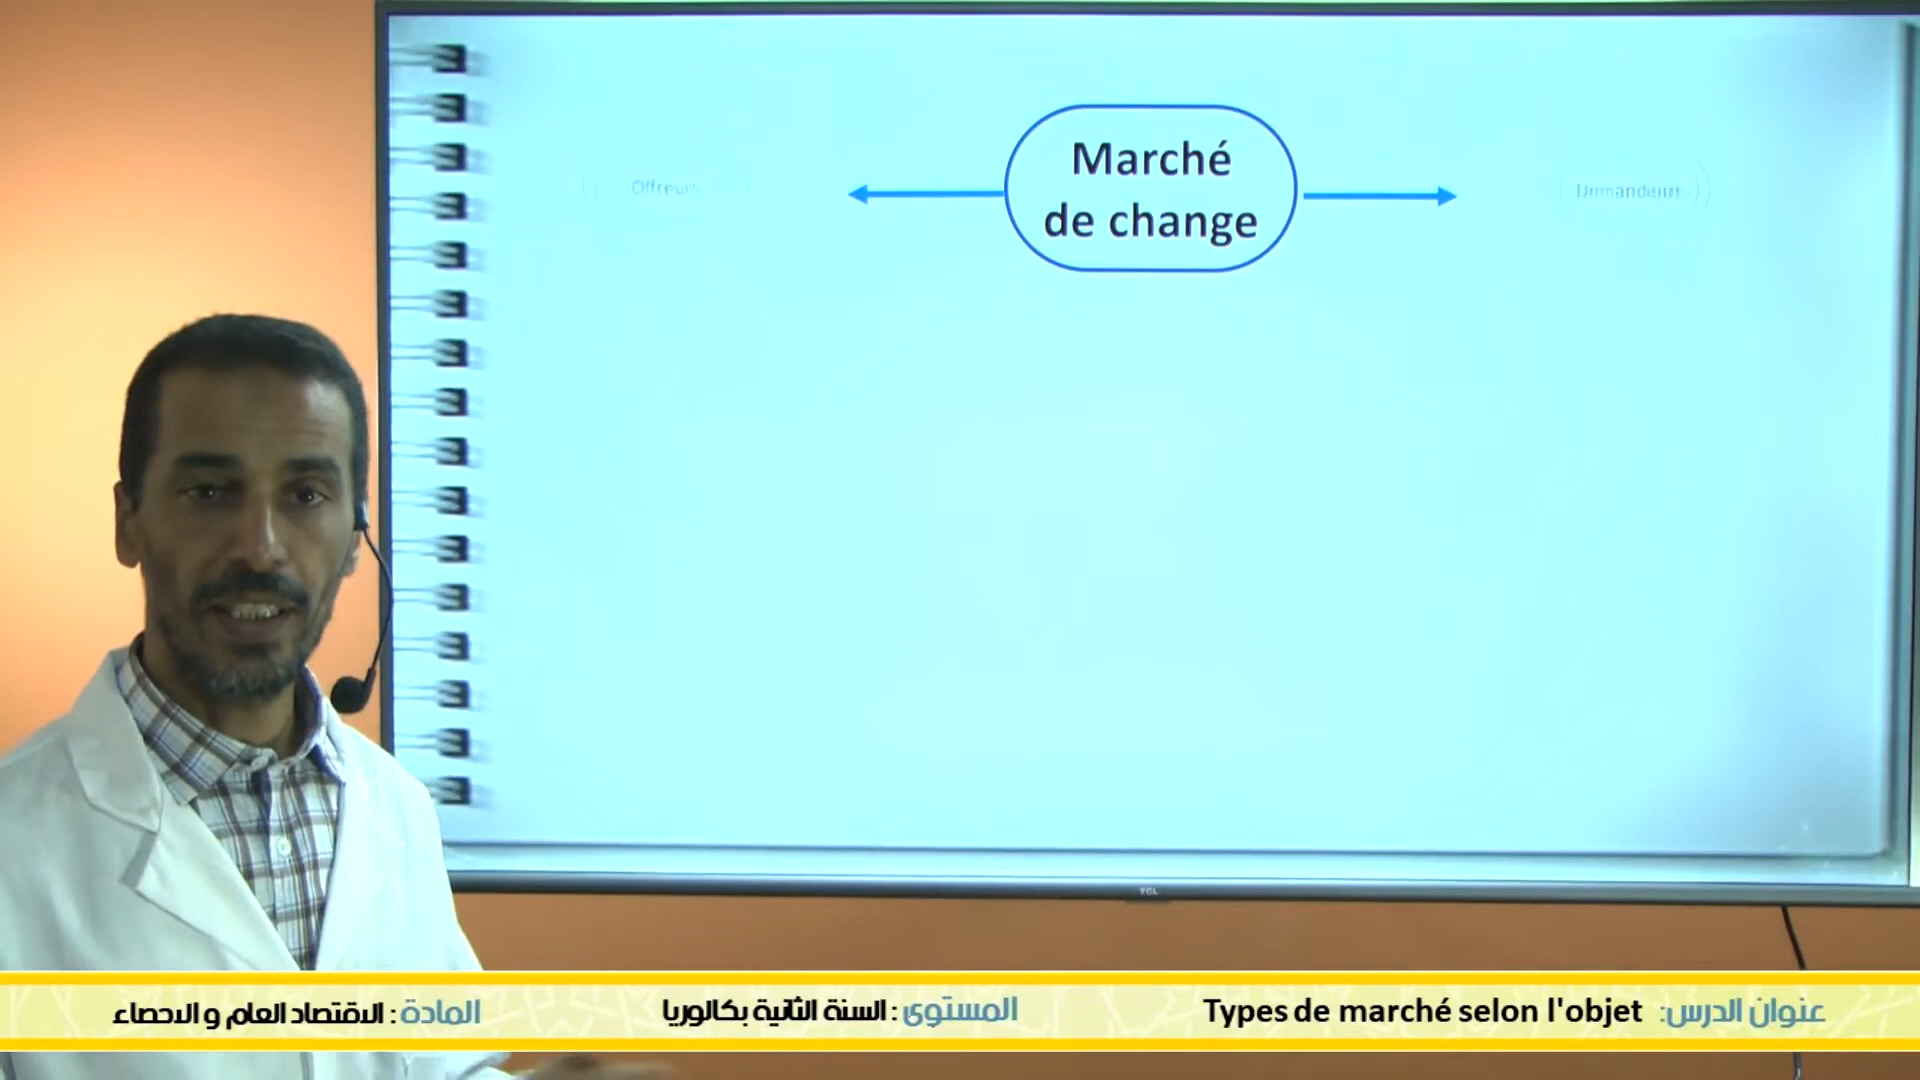 Marché
de change
Offreurs
Demandeurs
TCL
عنوان الدرس: Types de marché selon l'objet
المستوى : السنة الثانية بكالوريا
المادة : الاقتصاد العام و الاحصاء